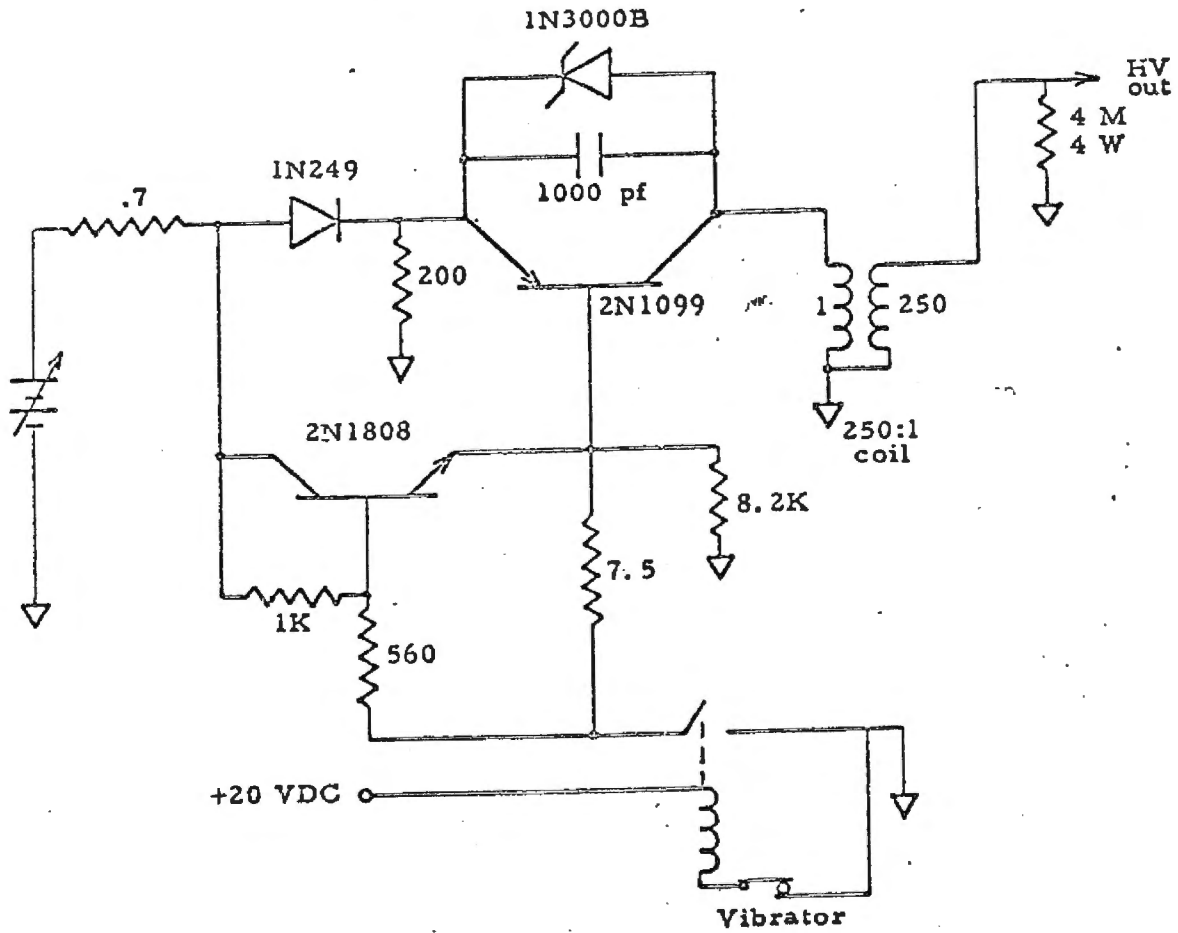 1N3000B
HV
out
4 M
4 W
1N249
1000 pf
.7
200
2N1099
1
250
250:1
coil
2N1808
8.2K
7.5
1K
560
+20 VDC
Vibrator